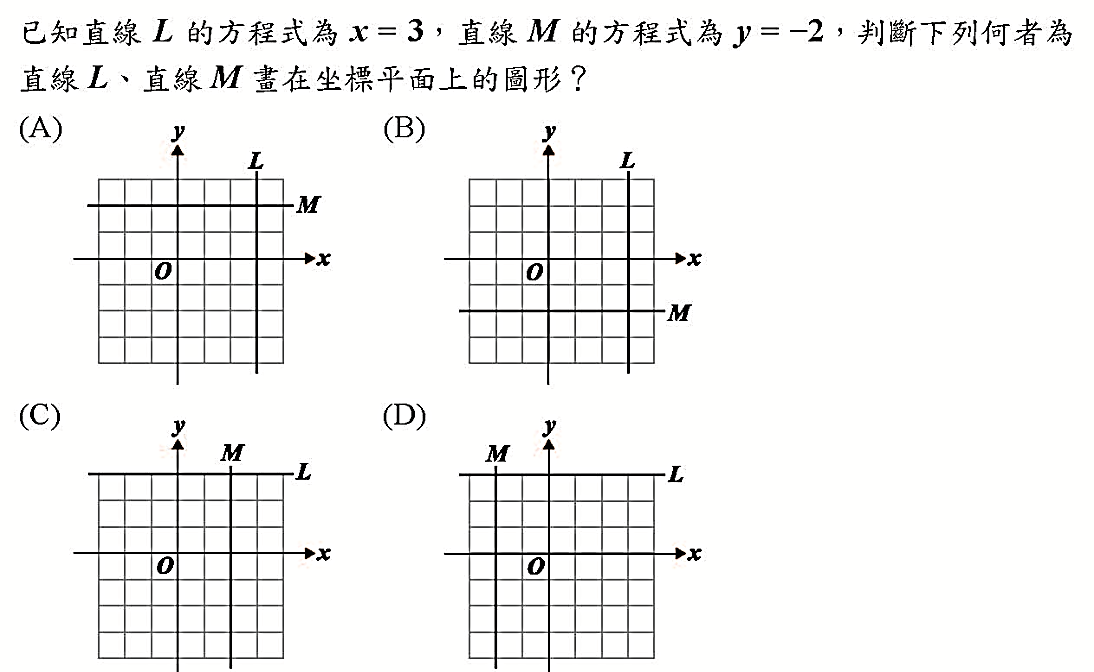 已知直線 L 的方程式為 x = 3，直線 M 的方程式為 y = −2，判斷下列何者為
直線 L、直線 M 畫在坐標平面上的圖形？
(A)
y
L
M
O
x
(B)
y
L
O
x
M
(C)
y
M
L
O
x
(D)
y
M
L
O
x